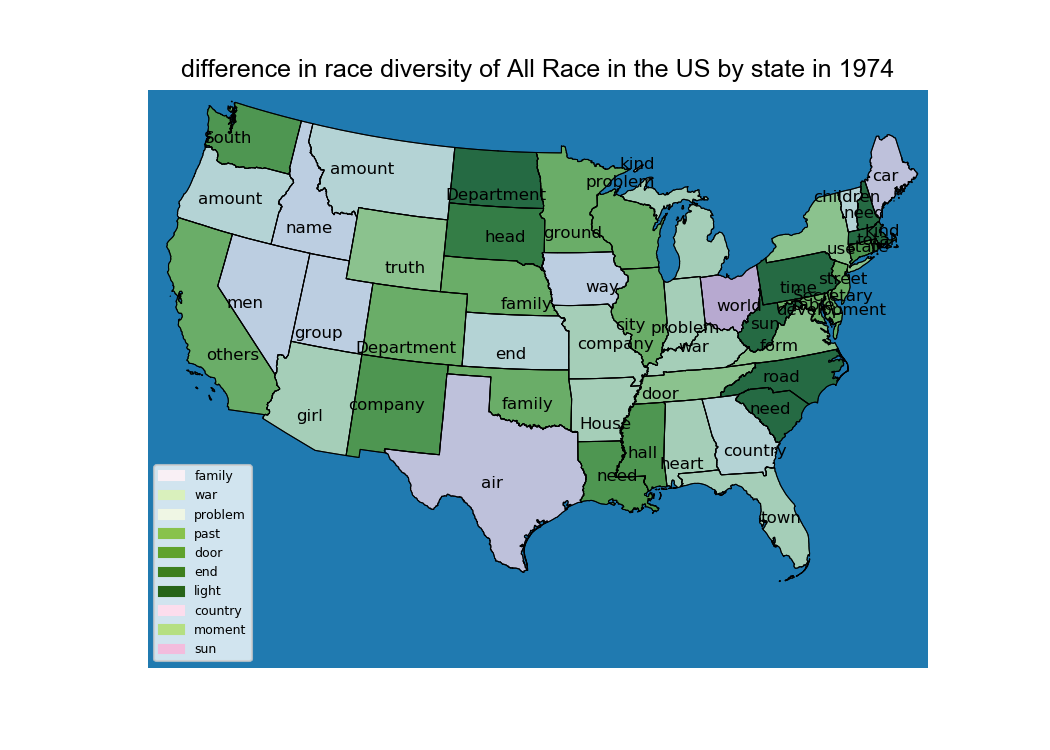 difference in race diversity of All Race in the US by state in 1974
South
amount
amount
name
Department
head
truth
ground
kind
problem
family
men
group
others
Department
end
way
city
company
problem
war
world
car
children
need
kind
use
state
street
time
secretary
development
sun
form
road
need
door
girl
company
family
House
hall
heart
country
need
air
town
family
war
problem
past
door
end
light
country
moment
sun